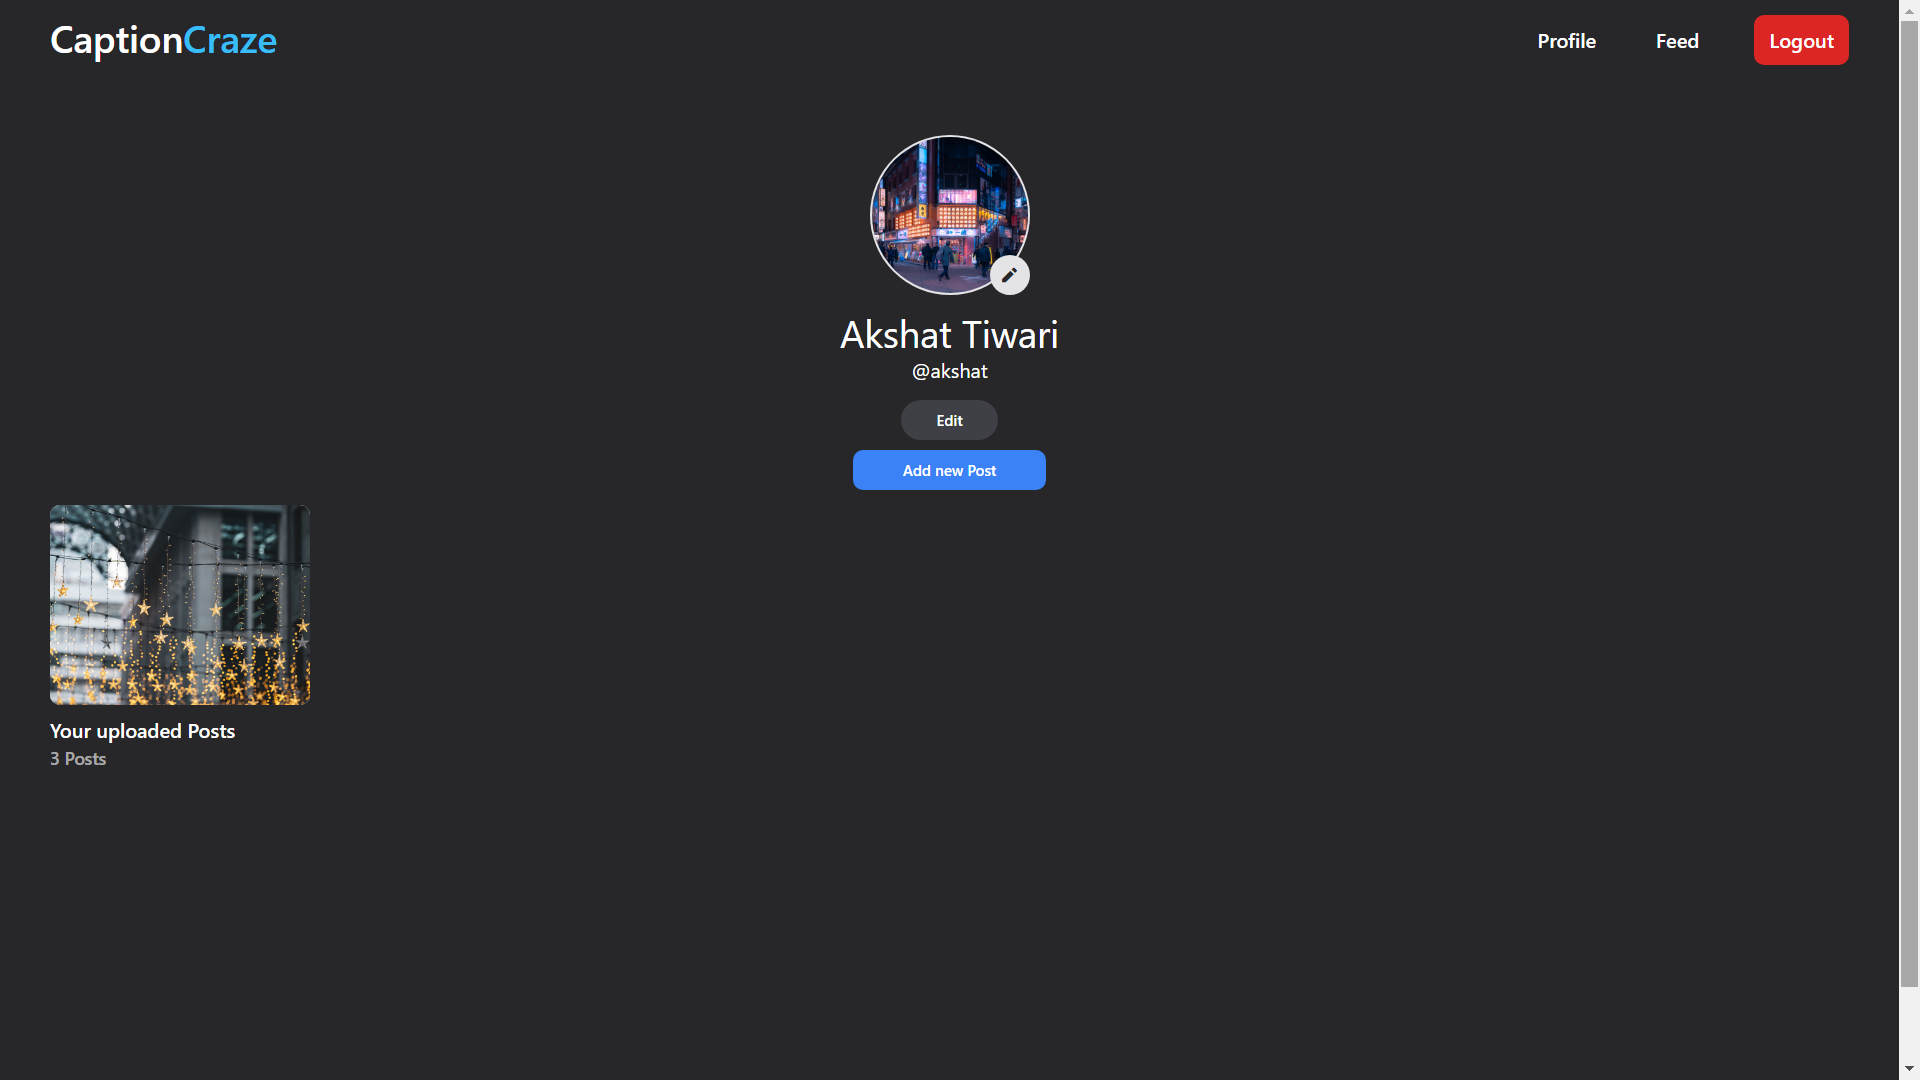 CaptionCraze
Profile
Feed
Logout
Akshat Tiwari
@akshat
Edit
Add new Post
Your uploaded Posts
3 Posts